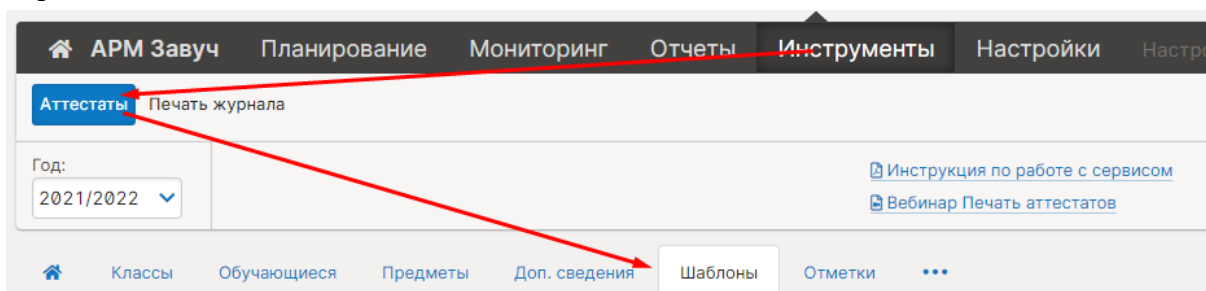 АРМ Завуч Планирование Мониторинг Отчеты Инструменты Настройки Настро
Аттестаты Печать журнала
Год:
2021/2022
Инструкция по работе с сервисом
Вебинар Печать аттестатов
Классы Обучающиеся Предметы Доп. сведения Шаблоны Отметки •••